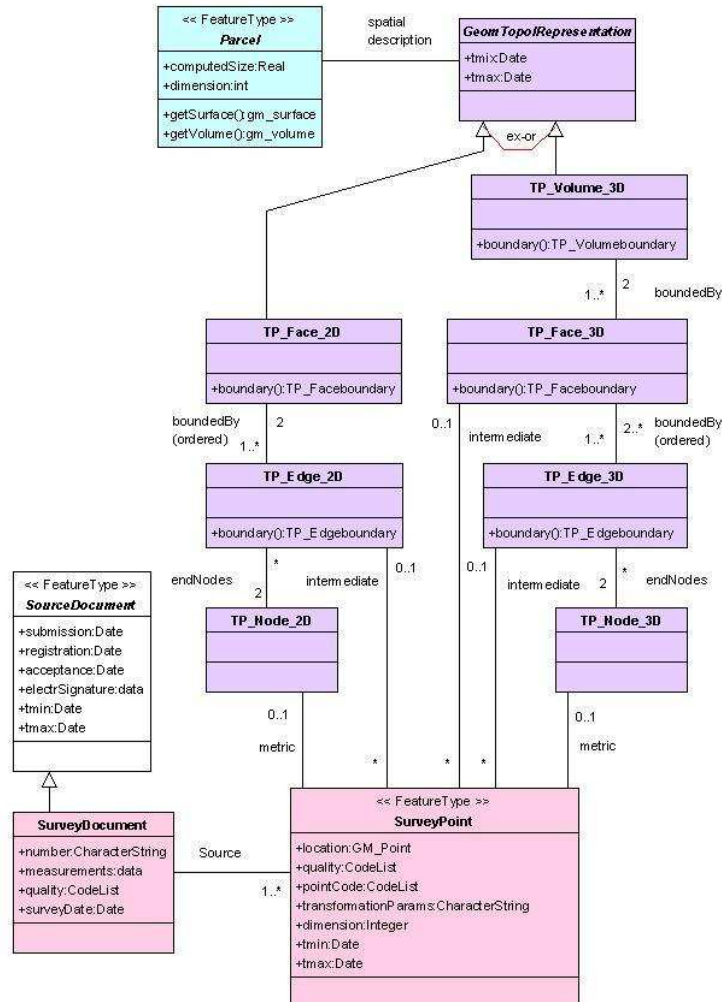 << FeatureType >>
Parcel
+computedSize:Real
+dimension:int
+getSurface():gm_surface
+getVolume():gm_volume
spatial
description
GeomTopolRepresentation
+tmix:Date
+tmax:Date
ex-or
TP_Volume_3D
+boundary():TP_Volumeboundary
2
1..*
boundedBy
TP_Face_2D
+boundary():TP_Faceboundary
TP_Face_3D
+boundary():TP_Faceboundary
boundedBy
(ordered)
2
1..*
0..1
intermediate
2..*
1..*
boundedBy
(ordered)
TP_Edge_2D
+boundary():TP_Edgeboundary
TP_Edge_3D
+boundary():TP_Edgeboundary
endNodes
*
2
intermediate
0..1
0..1
intermediate
*
2
endNodes
<< FeatureType >>
SourceDocument
+submission:Date
+registration:Date
+acceptance:Date
+electrSignature:data
+tmin:Date
+tmax:Date
TP_Node_2D
TP_Node_3D
0..1
metric
*
*
*
0..1
metric
SurveyDocument
+number:CharacterString
+measurements:data
+quality:CodeList
+surveyDate:Date
Source
1..*
<< FeatureType >>
SurveyPoint
+location:GM_Point
+quality:CodeList
+pointCode:CodeList
+transformationParams:CharacterString
+dimension:Integer
+tmin:Date
+tmax:Date